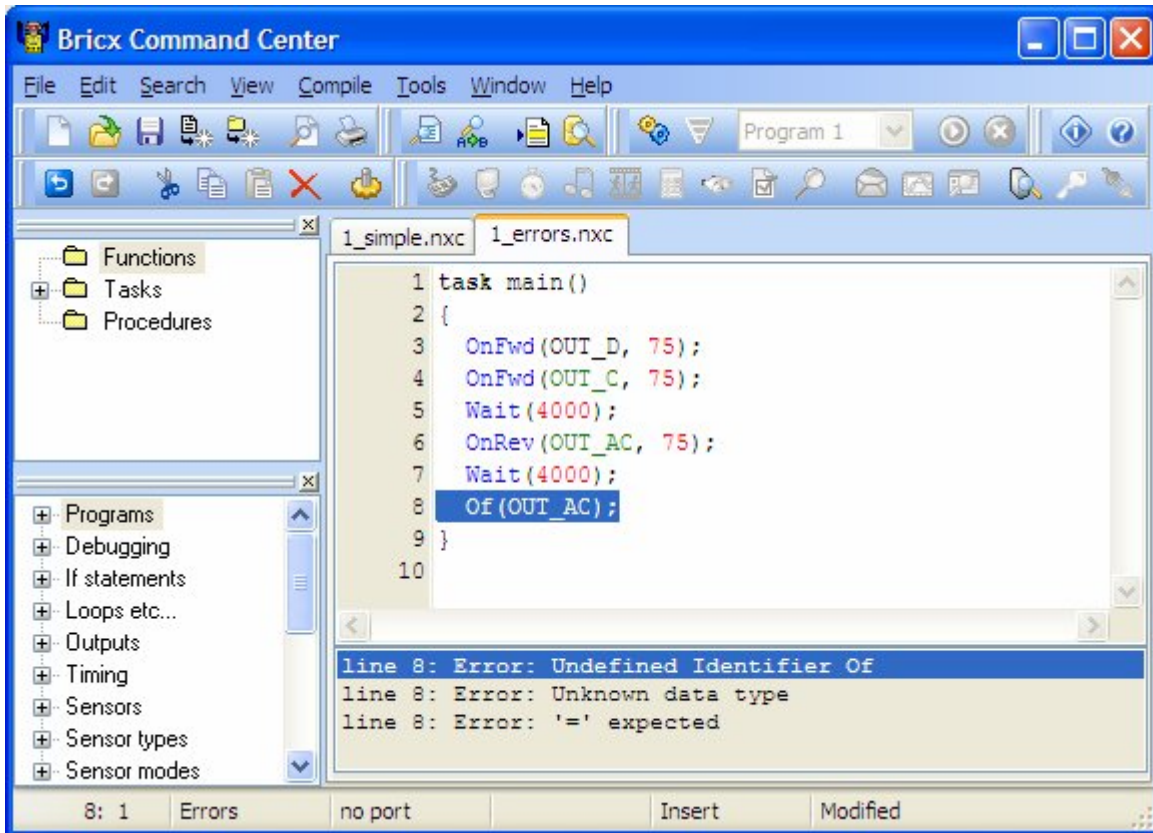 Bricx Command Center
File Edit Search View Compile Tools Window Help
Program 1
Functions
Tasks
Procedures
Programs
Debugging
If statements
Loops etc...
Outputs
Timing
Sensors
Sensor types
Sensor modes
1_simple.nxc 1_errors.nxc
1 task main()
2 {
3 OnFwd(OUT_D, 75);
4 OnFwd(OUT_C, 75);
5 Wait(4000);
6 OnRev(OUT_AC, 75);
7 Wait(4000);
8 Of(OUT_AC);
9 }
10
line 8: Error: Undefined Identifier Of
line 8: Error: Unknown data type
line 8: Error: '=' expected
8: 1 Errors no port Insert Modified